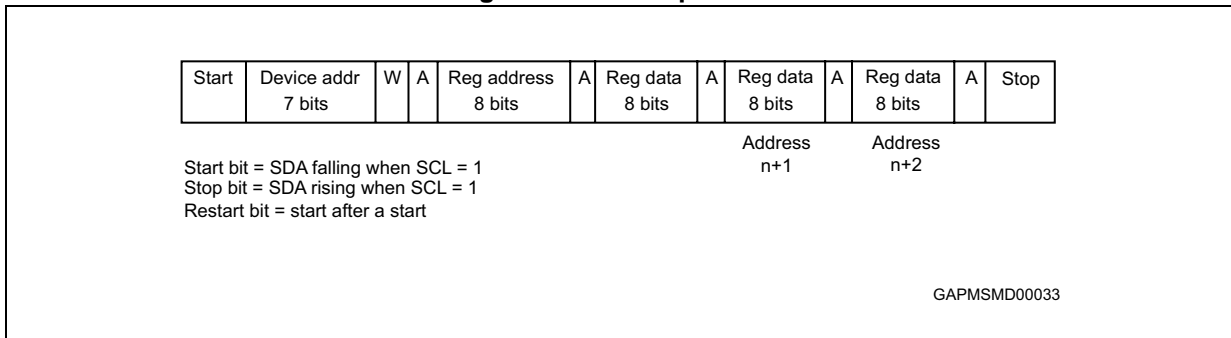 Start Device addr W A Reg address A Reg data A Reg data A Reg data A Stop
7 bits 8 bits 8 bits 8 bits 8 bits
Address Address
n+1 n+2
Start bit = SDA falling when SCL = 1
Stop bit = SDA rising when SCL = 1
Restart bit = start after a start
GAPMSMD00033